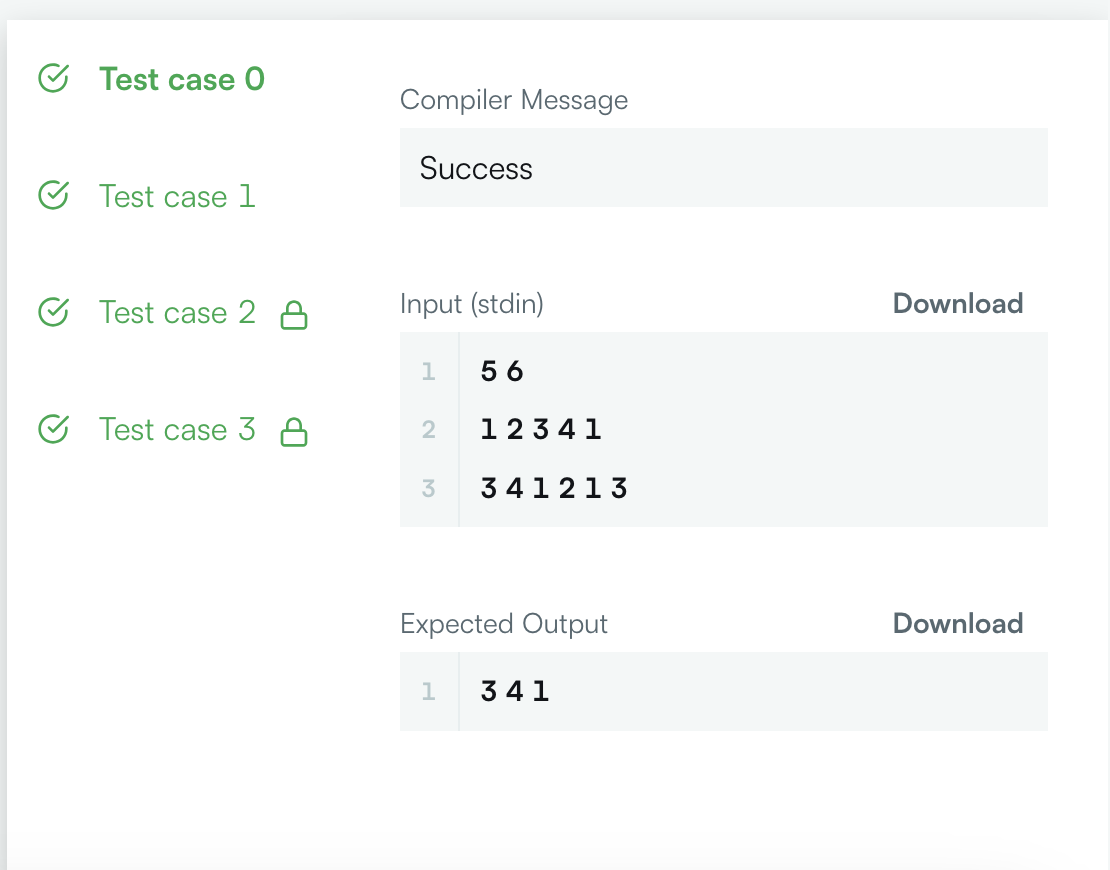 Test case 0
Test case 1
Test case 2
Test case 3
Compiler Message
Success
Input (stdin)
Download
1 5 6
2 1 2 3 4 1
3 3 4 1 2 1 3
Expected Output
Download
1 3 4 1